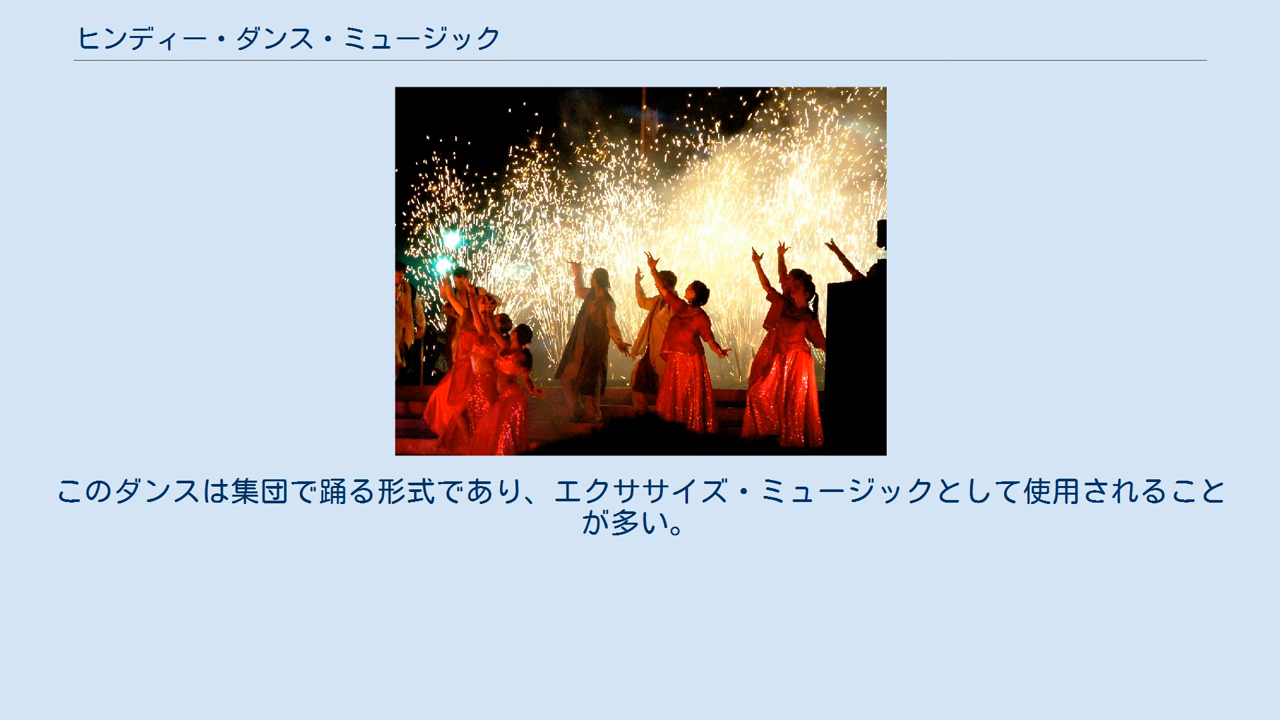 ヒンディー・ダンス・ミュージック
このダンスは集団で踊る形式であり、エクササイズ・ミュージックとして使用されること
が多い。